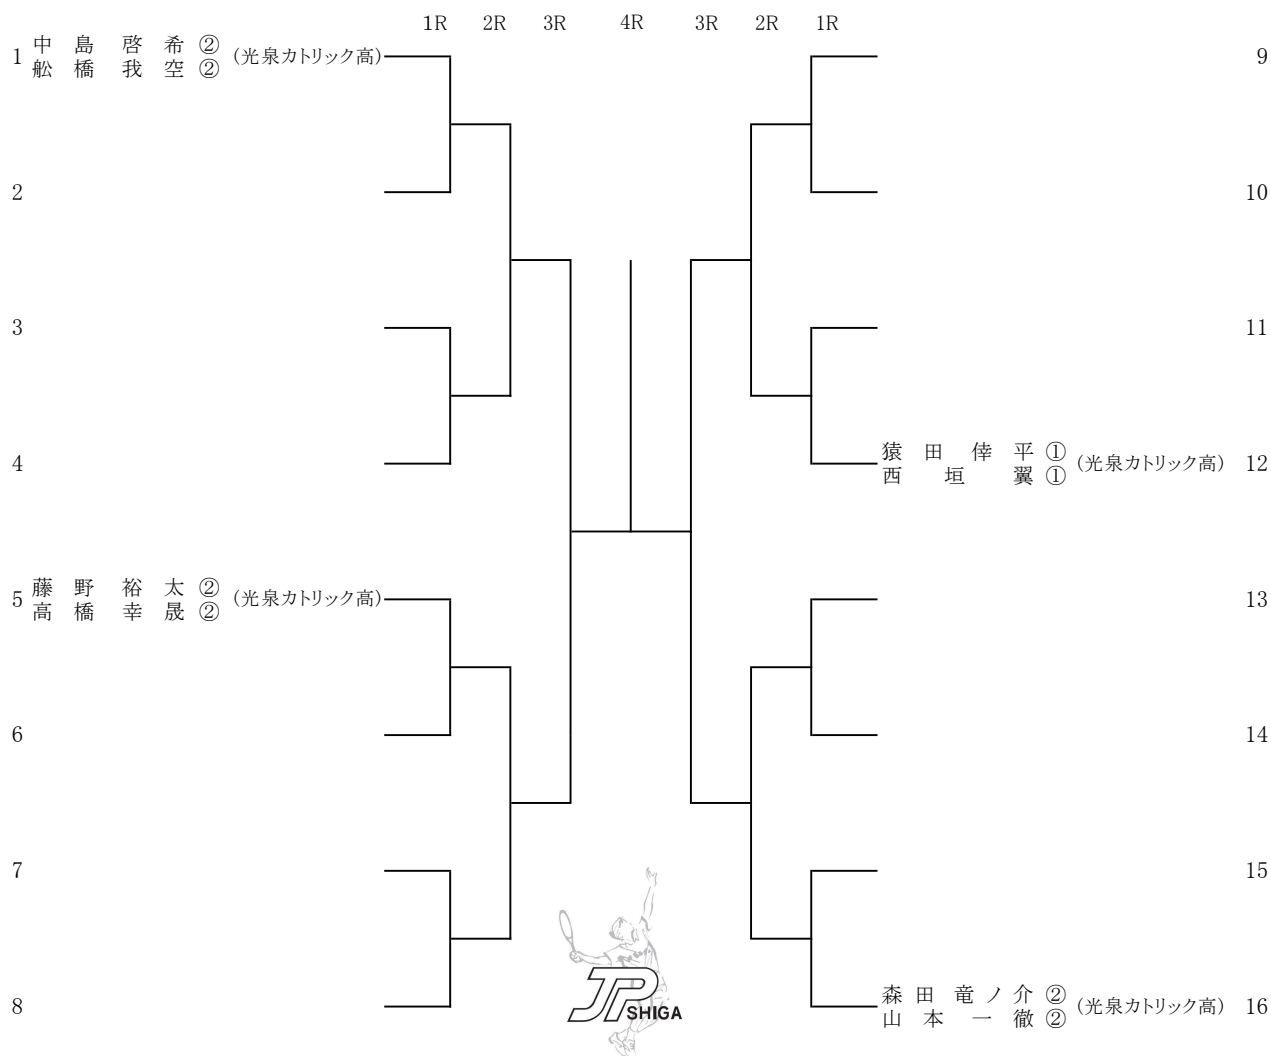 1R 2R 3R 4R 3R 2R 1R
1 中島啓希② (光泉カトリック高)
舩橋我空②
2
3
4
5 藤野裕太② (光泉カトリック高)
高橋幸晟②
6
7
8
9
10
11
猿田倖平① (光泉カトリック高) 12
西垣翼①
13
14
15
森田竜ノ介② (光泉カトリック高) 16
山本一徹②
JP SHIGA